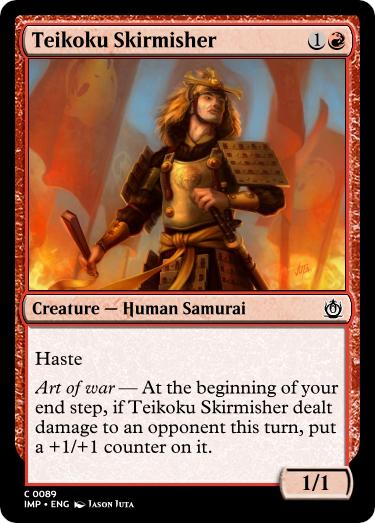 Teikoku Skirmisher 1
Creature — Human Samurai
Haste
Art of war — At the beginning of your
end step, if Teikoku Skirmisher dealt
damage to an opponent this turn, put
a +1/+1 counter on it.
1/1
C 0089
IMP • ENG Jason Juta
JUTA